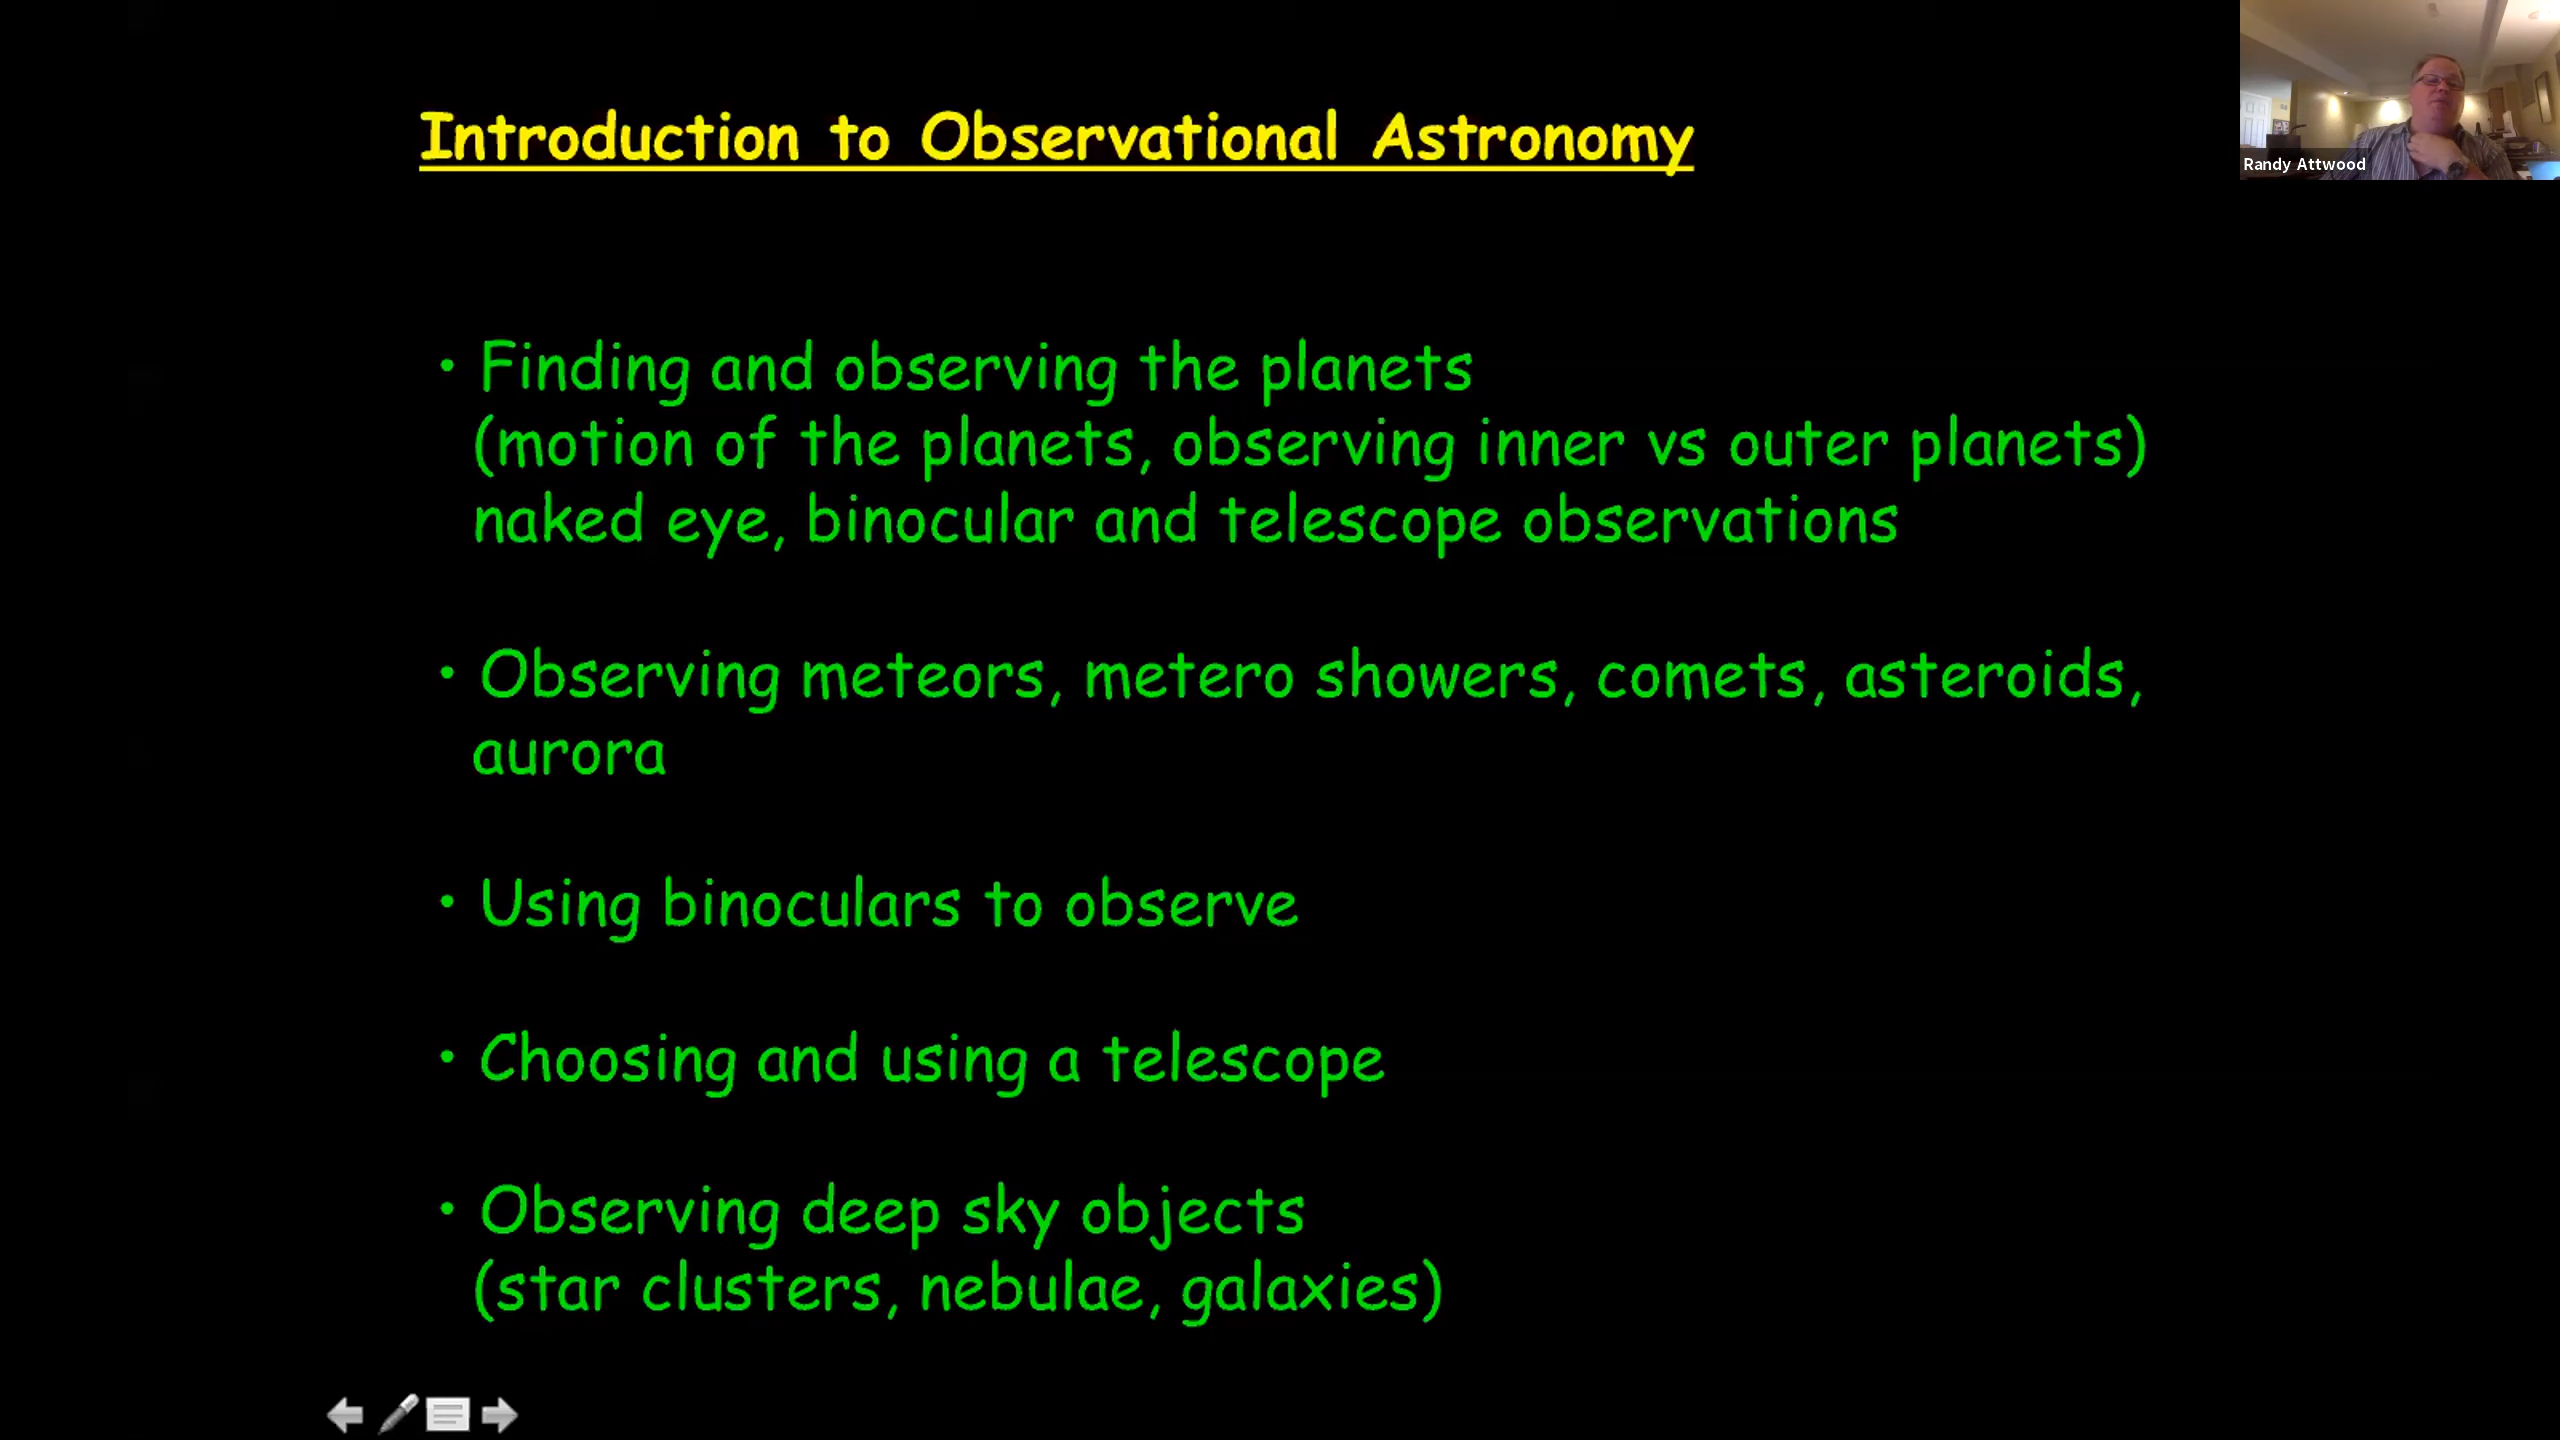 Introduction to Observational Astronomy
Randy Attwood
• Finding and observing the planets
(motion of the planets, observing inner vs outer planets)
naked eye, binocular and telescope observations
• Observing meteors, metero showers, comets, asteroids,
aurora
• Using binoculars to observe
• Choosing and using a telescope
• Observing deep sky objects
(star clusters, nebulae, galaxies)